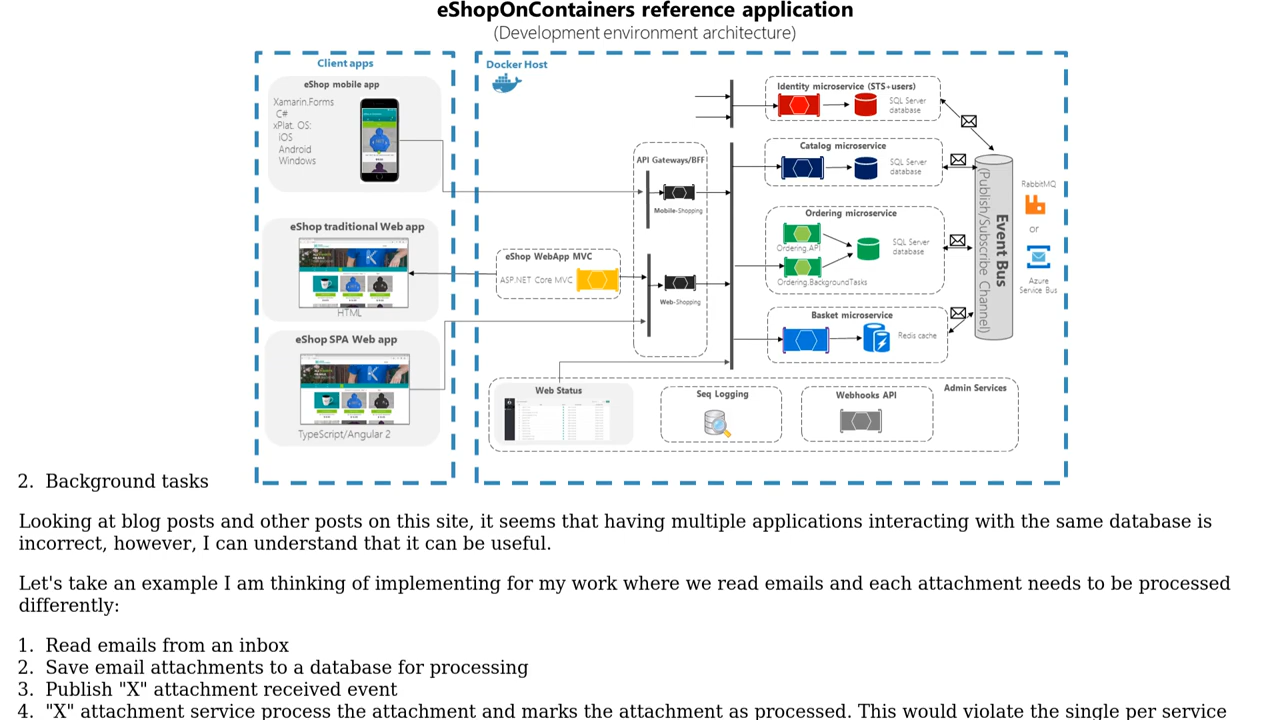 eShopOnContainers reference application
(Development environment architecture)
Client apps
eShop mobile app
Xamarin.Forms
C#
xPlat. OS:
iOS
Android
Windows
eShop traditional Web app
HTML
eShop SPA Web app
TypeScript/Angular 2
Docker Host
API Gateways/BFF
Mobile-Shopping
eShop WebApp MVC
ASP.NET Core MVC
Web-Shopping
Identity microservice (STS+users)
SQL Server
database
Catalog microservice
SQL Server
database
Ordering microservice
Ordering.API
SQL Server
database
Ordering.BackgroundTasks
Basket microservice
Redis cache
Event Bus
(Publish/Subscribe Channel)
RabbitMQ
or
Azure
Service Bus
Admin Services
Web Status
Seq Logging
Webhooks API
2. Background tasks
Looking at blog posts and other posts on this site, it seems that having multiple applications interacting with the same database is
incorrect, however, I can understand that it can be useful.
Let's take an example I am thinking of implementing for my work where we read emails and each attachment needs to be processed
differently:
1. Read emails from an inbox
2. Save email attachments to a database for processing
3. Publish "X" attachment received event
4. "X" attachment service process the attachment and marks the attachment as processed. This would violate the single per service